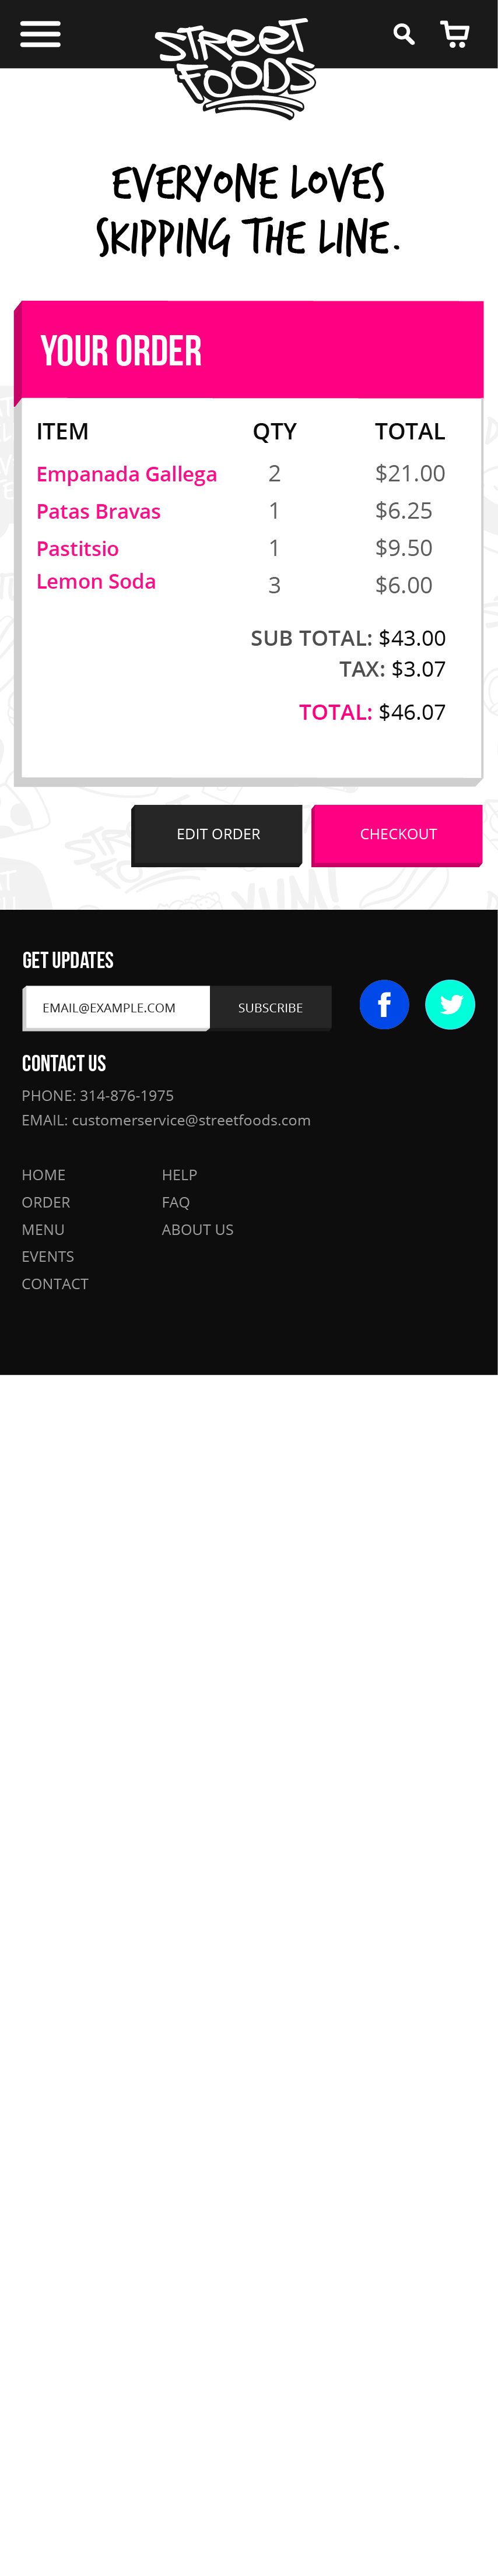 STREET
FOODS
EVERYONE LOVES
SKIPPING THE LINE.
YOUR ORDER
ITEM QTY TOTAL
Empanada Gallega 2 $21.00
Patas Bravas 1 $6.25
Pastitsio 1 $9.50
Lemon Soda 3 $6.00
SUB TOTAL: $43.00
TAX: $3.07
TOTAL: $46.07
EDIT ORDER CHECKOUT
YUM!
GET UPDATES
EMAIL@EXAMPLE.COM SUBSCRIBE
CONTACT US
PHONE: 314-876-1975
EMAIL: customerservice@streetfoods.com
HOME HELP
ORDER FAQ
MENU ABOUT US
EVENTS
CONTACT